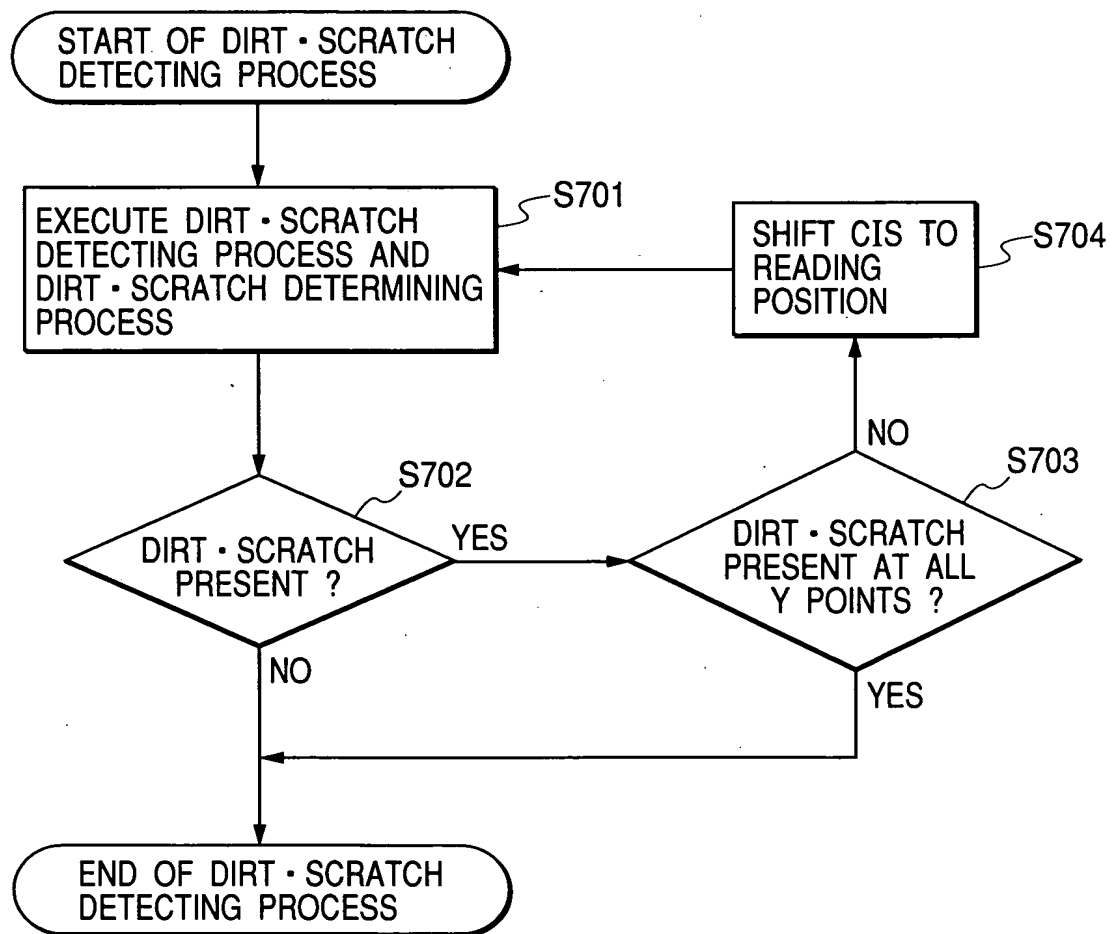 START OF DIRT・SCRATCH
DETECTING PROCESS
S701
EXECUTE DIRT・SCRATCH
DETECTING PROCESS AND
DIRT・SCRATCH DETERMINING
PROCESS
SHIFT CIS TO
READING
POSITION
S704
NO
S702
S703
DIRT・SCRATCH
PRESENT ?
YES
DIRT・SCRATCH
PRESENT AT ALL
Y POINTS ?
NO
YES
END OF DIRT・SCRATCH
DETECTING PROCESS